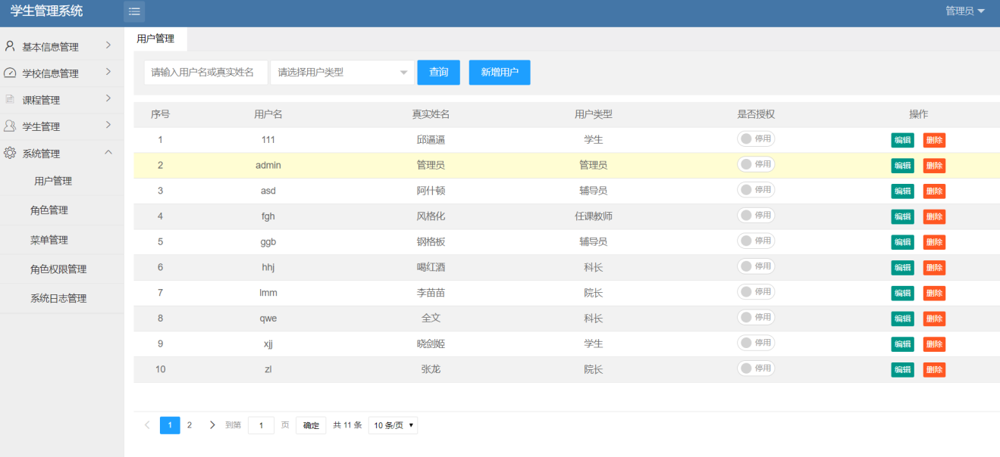 学生管理系统
管理员
基本信息管理
学校信息管理
课程管理
学生管理
系统管理
用户管理
角色管理
菜单管理
角色权限管理
系统日志管理
用户管理
请输入用户名或真实姓名 请选择用户类型 查询 新增用户
序号 用户名 真实姓名 用户类型 是否授权 操作
1 111 邱逼逼 学生 停用 编辑 删除
2 admin 管理员 管理员 停用 编辑 删除
3 asd 阿什顿 辅导员 停用 编辑 删除
4 fgh 风格化 任课教师 停用 编辑 删除
5 ggb 钢格板 辅导员 停用 编辑 删除
6 hhj 喝红酒 科长 停用 编辑 删除
7 lmm 李苗苗 院长 停用 编辑 删除
8 qwe 全文 科长 停用 编辑 删除
9 xjj 晓剑姬 学生 停用 编辑 删除
10 zl 张龙 院长 停用 编辑 删除
1 2 到第 1 页 确定 共 11 条 10 条/页